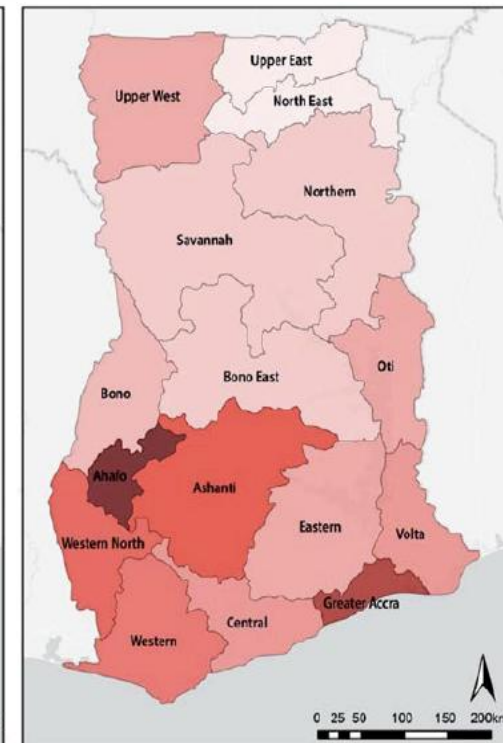 Upper East
Upper West
North East
Northern
Savannah
Oti
Bono East
Bono
Ahafo
Ashanti
Eastern
Volta
Western North
Greater Accra
Central
Western
0 25 50 100 150 200km